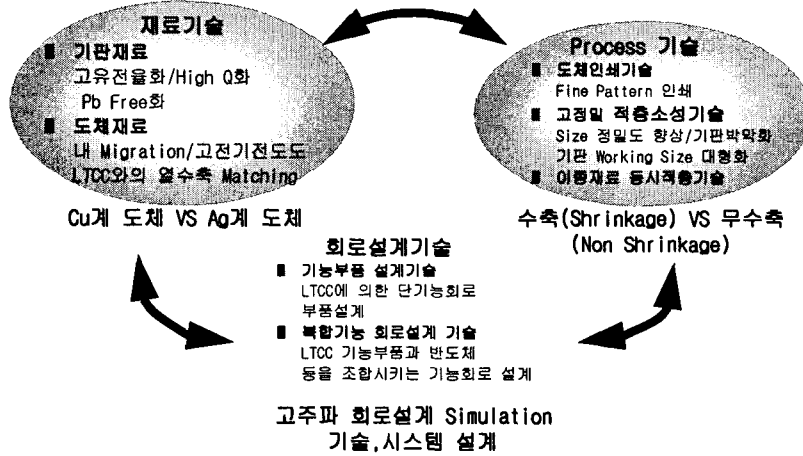 재료기술
■ 기판재료
고유전율화/High Q화
Pb Free화
■ 도체재료
내 Migration/고전기전도도
LTCC와의 열수축 Matching
Cu계 도체 VS Ag계 도체
Process 기술
■ 도체인쇄기술
Fine Pattern 인쇄
■ 고정밀 적층소성기술
Size 정밀도 향상/기판박악화
기판 Working Size 대형화
■ 이종재료 동시적층기술
수축(Shrinkage) VS 무수축
(Non Shrinkage)
회로설계기술
■ 기능부품 설계기술
LTCC에 의한 단기능회로
부품설계
■ 복합기능 회로설계 기술
LTCC 기능부품과 반도체
등을 조합시키는 기능회로 설계
고주파 회로설계 Simulation
기술,시스템 설계